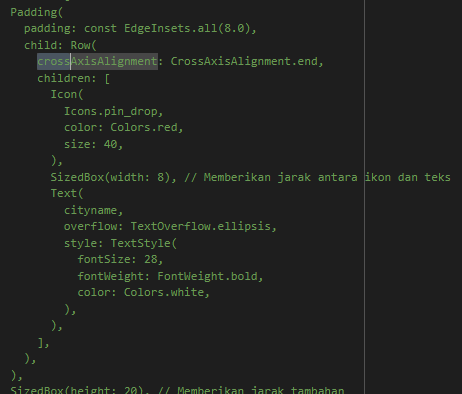 Padding(
padding: const EdgeInsets.all(8.0),
child: Row(
crossAxisAlignment: CrossAxisAlignment.end,
children: [
Icon(
Icons.pin_drop,
color: Colors.red,
size: 40,
),
SizedBox(width: 8), // Memberikan jarak antara ikon dan teks
Text(
cityname,
overflow: TextOverflow.ellipsis,
style: TextStyle(
fontSize: 28,
fontWeight: FontWeight.bold,
color: Colors.white,
),
),
],
),
),
SizedBox(height: 20), // Memberikan jarak tambahan